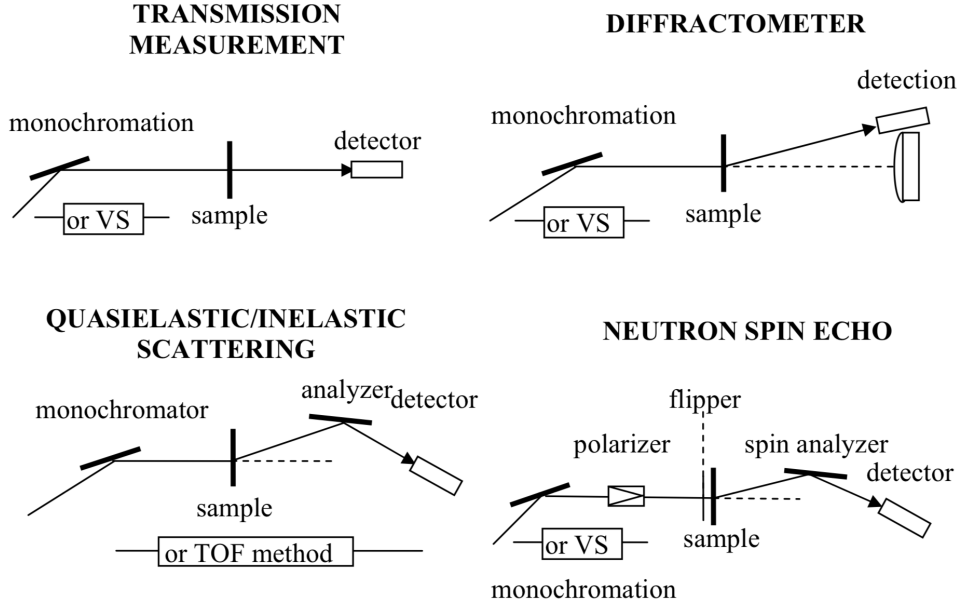 TRANSMISSION
MEASUREMENT
monochromation
detector
or VS
sample
DIFFRACTOMETER
detection
monochromation
sample
or VS
QUASIELASTIC/INELASTIC
SCATTERING
analyzer
detector
monochromator
sample
or TOF method
NEUTRON SPIN ECHO
flipper
polarizer
spin analyzer
detector
sample
or VS
monochromation